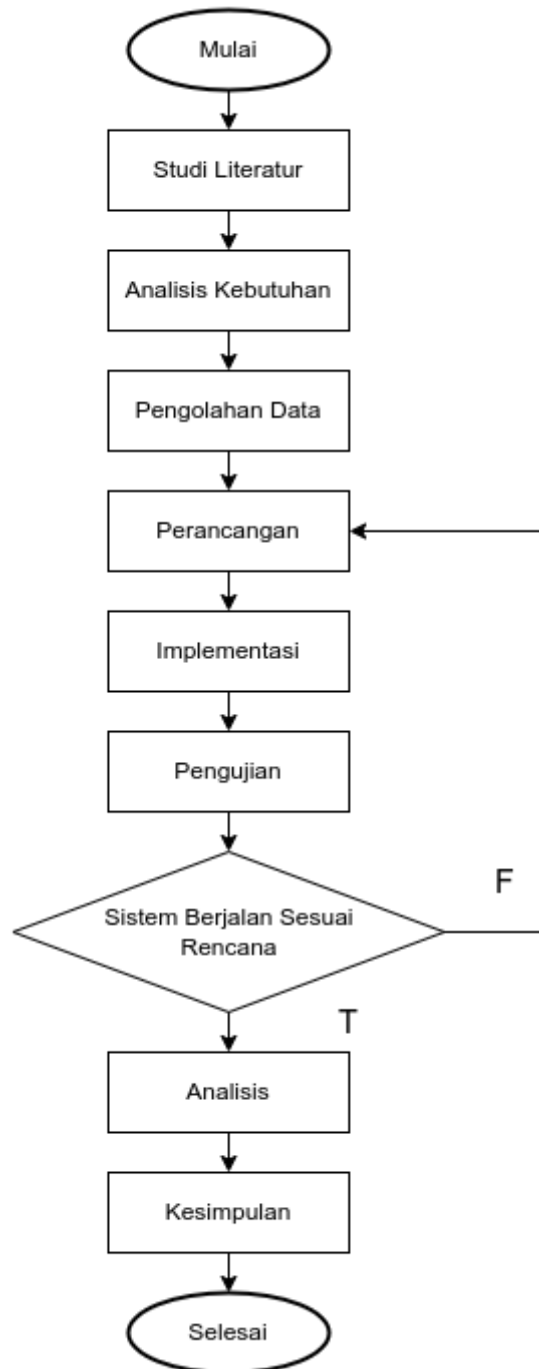 Mulai
Studi Literatur
Analisis Kebutuhan
Pengolahan Data
Perancangan
Implementasi
Pengujian
Sistem Berjalan Sesuai
Rencana
F
T
Analisis
Kesimpulan
Selesai